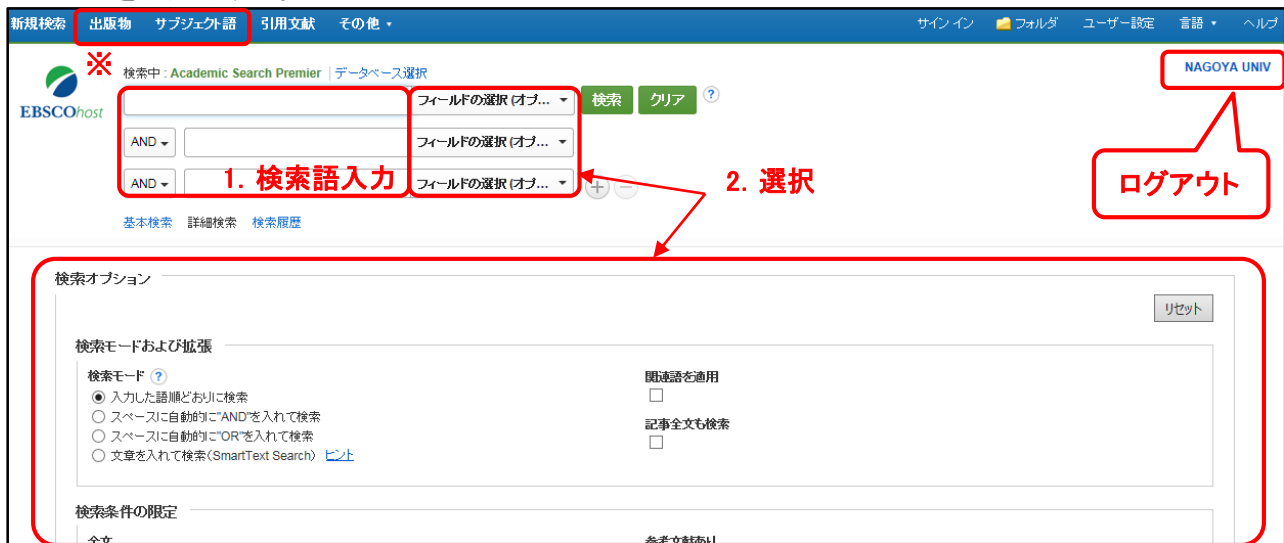 新規検索 出版物 サブジェクト語 引用文献 その他 サインイン フォルダ ユーザー設定 言語 ヘルプ
※ 検索中 : Academic Search Premier | データベース選択 NAGOYA UNIV
EBSCOhost フィールドの選択 (オプ... 検索 クリア ?
AND フィールドの選択 (オプ...
AND 1. 検索語入力 フィールドの選択 (オプ... + − 2. 選択 ログアウト
基本検索 詳細検索 検索履歴
検索オプション
リセット
検索モードおよび拡張
検索モード ? 関連語を適用
入力した語順どおりに検索
スペースに自動的に"AND"を入れて検索 記事全文も検索
スペースに自動的に"OR"を入れて検索
文章を入れて検索(SmartText Search) ヒント
検索条件の限定
全文 参考文献あり